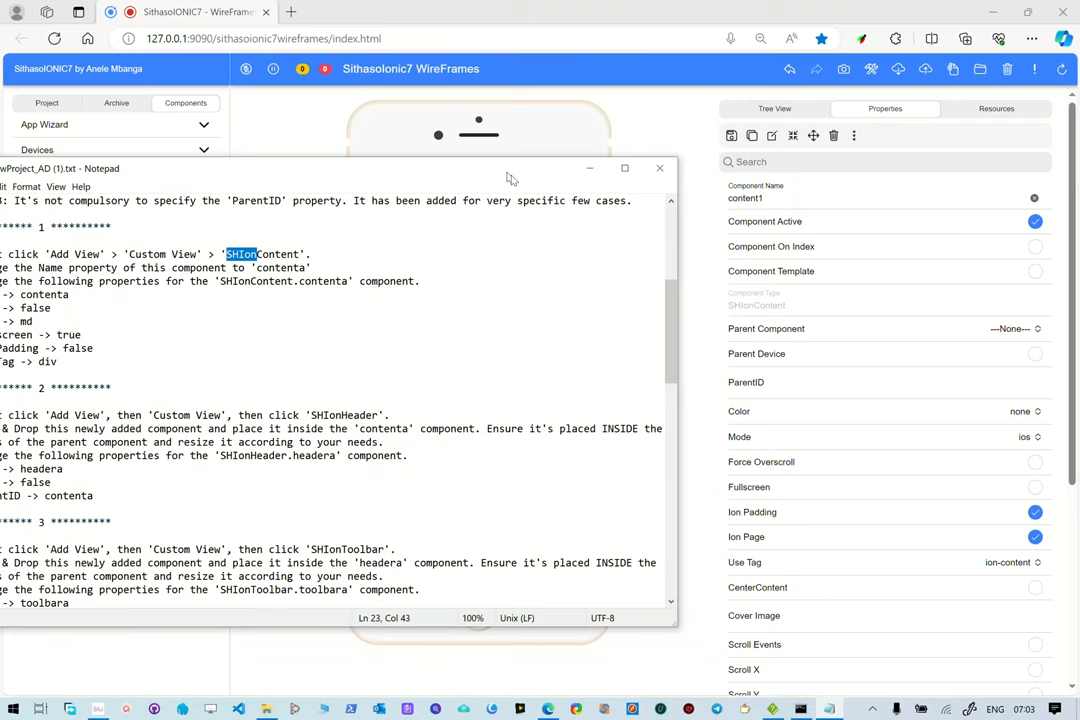 SithasoIONIC7 - WireFrame
127.0.0.1:9090/sithasoionic7wireframes/index.html
SithasoIONIC7 by Anele Mbanga
0
0
SithasoIonic7 WireFrames
Project
Archive
Components
App Wizard
Devices
wProject_AD (1).txt - Notepad
it Format View Help
: It's not compulsory to specify the 'ParentID' property. It has been added for very specific few cases.
****** 1 **********
t click 'Add View' > 'Custom View' > 'SHIonContent'.
ge the Name property of this component to 'contenta'
ge the following properties for the 'SHIonContent.contenta' component.
-> contenta
-> false
-> md
screen -> true
Padding -> false
Tag -> div
****** 2 **********
t click 'Add View', then 'Custom View', then click 'SHIonHeader'.
& Drop this newly added component and place it inside the 'contenta' component. Ensure it's placed INSIDE the
s of the parent component and resize it according to your needs.
ge the following properties for the 'SHIonHeader.headera' component.
-> headera
-> false
ntID -> contenta
****** 3 **********
t click 'Add View', then 'Custom View', then click 'SHIonToolbar'.
& Drop this newly added component and place it inside the 'headera' component. Ensure it's placed INSIDE the
s of the parent component and resize it according to your needs.
ge the following properties for the 'SHIonToolbar.toolbara' component.
-> toolbara
Ln 23, Col 43
100%
Unix (LF)
UTF-8
Tree View
Properties
Resources
Search
Component Name
content1
Component Active
Component On Index
Component Template
Component Type
SHIonContent
Parent Component
---None---
Parent Device
ParentID
Color
none
Mode
ios
Force Overscroll
Fullscreen
Ion Padding
Ion Page
Use Tag
ion-content
CenterContent
Cover Image
Scroll Events
Scroll X
ENG
07:03